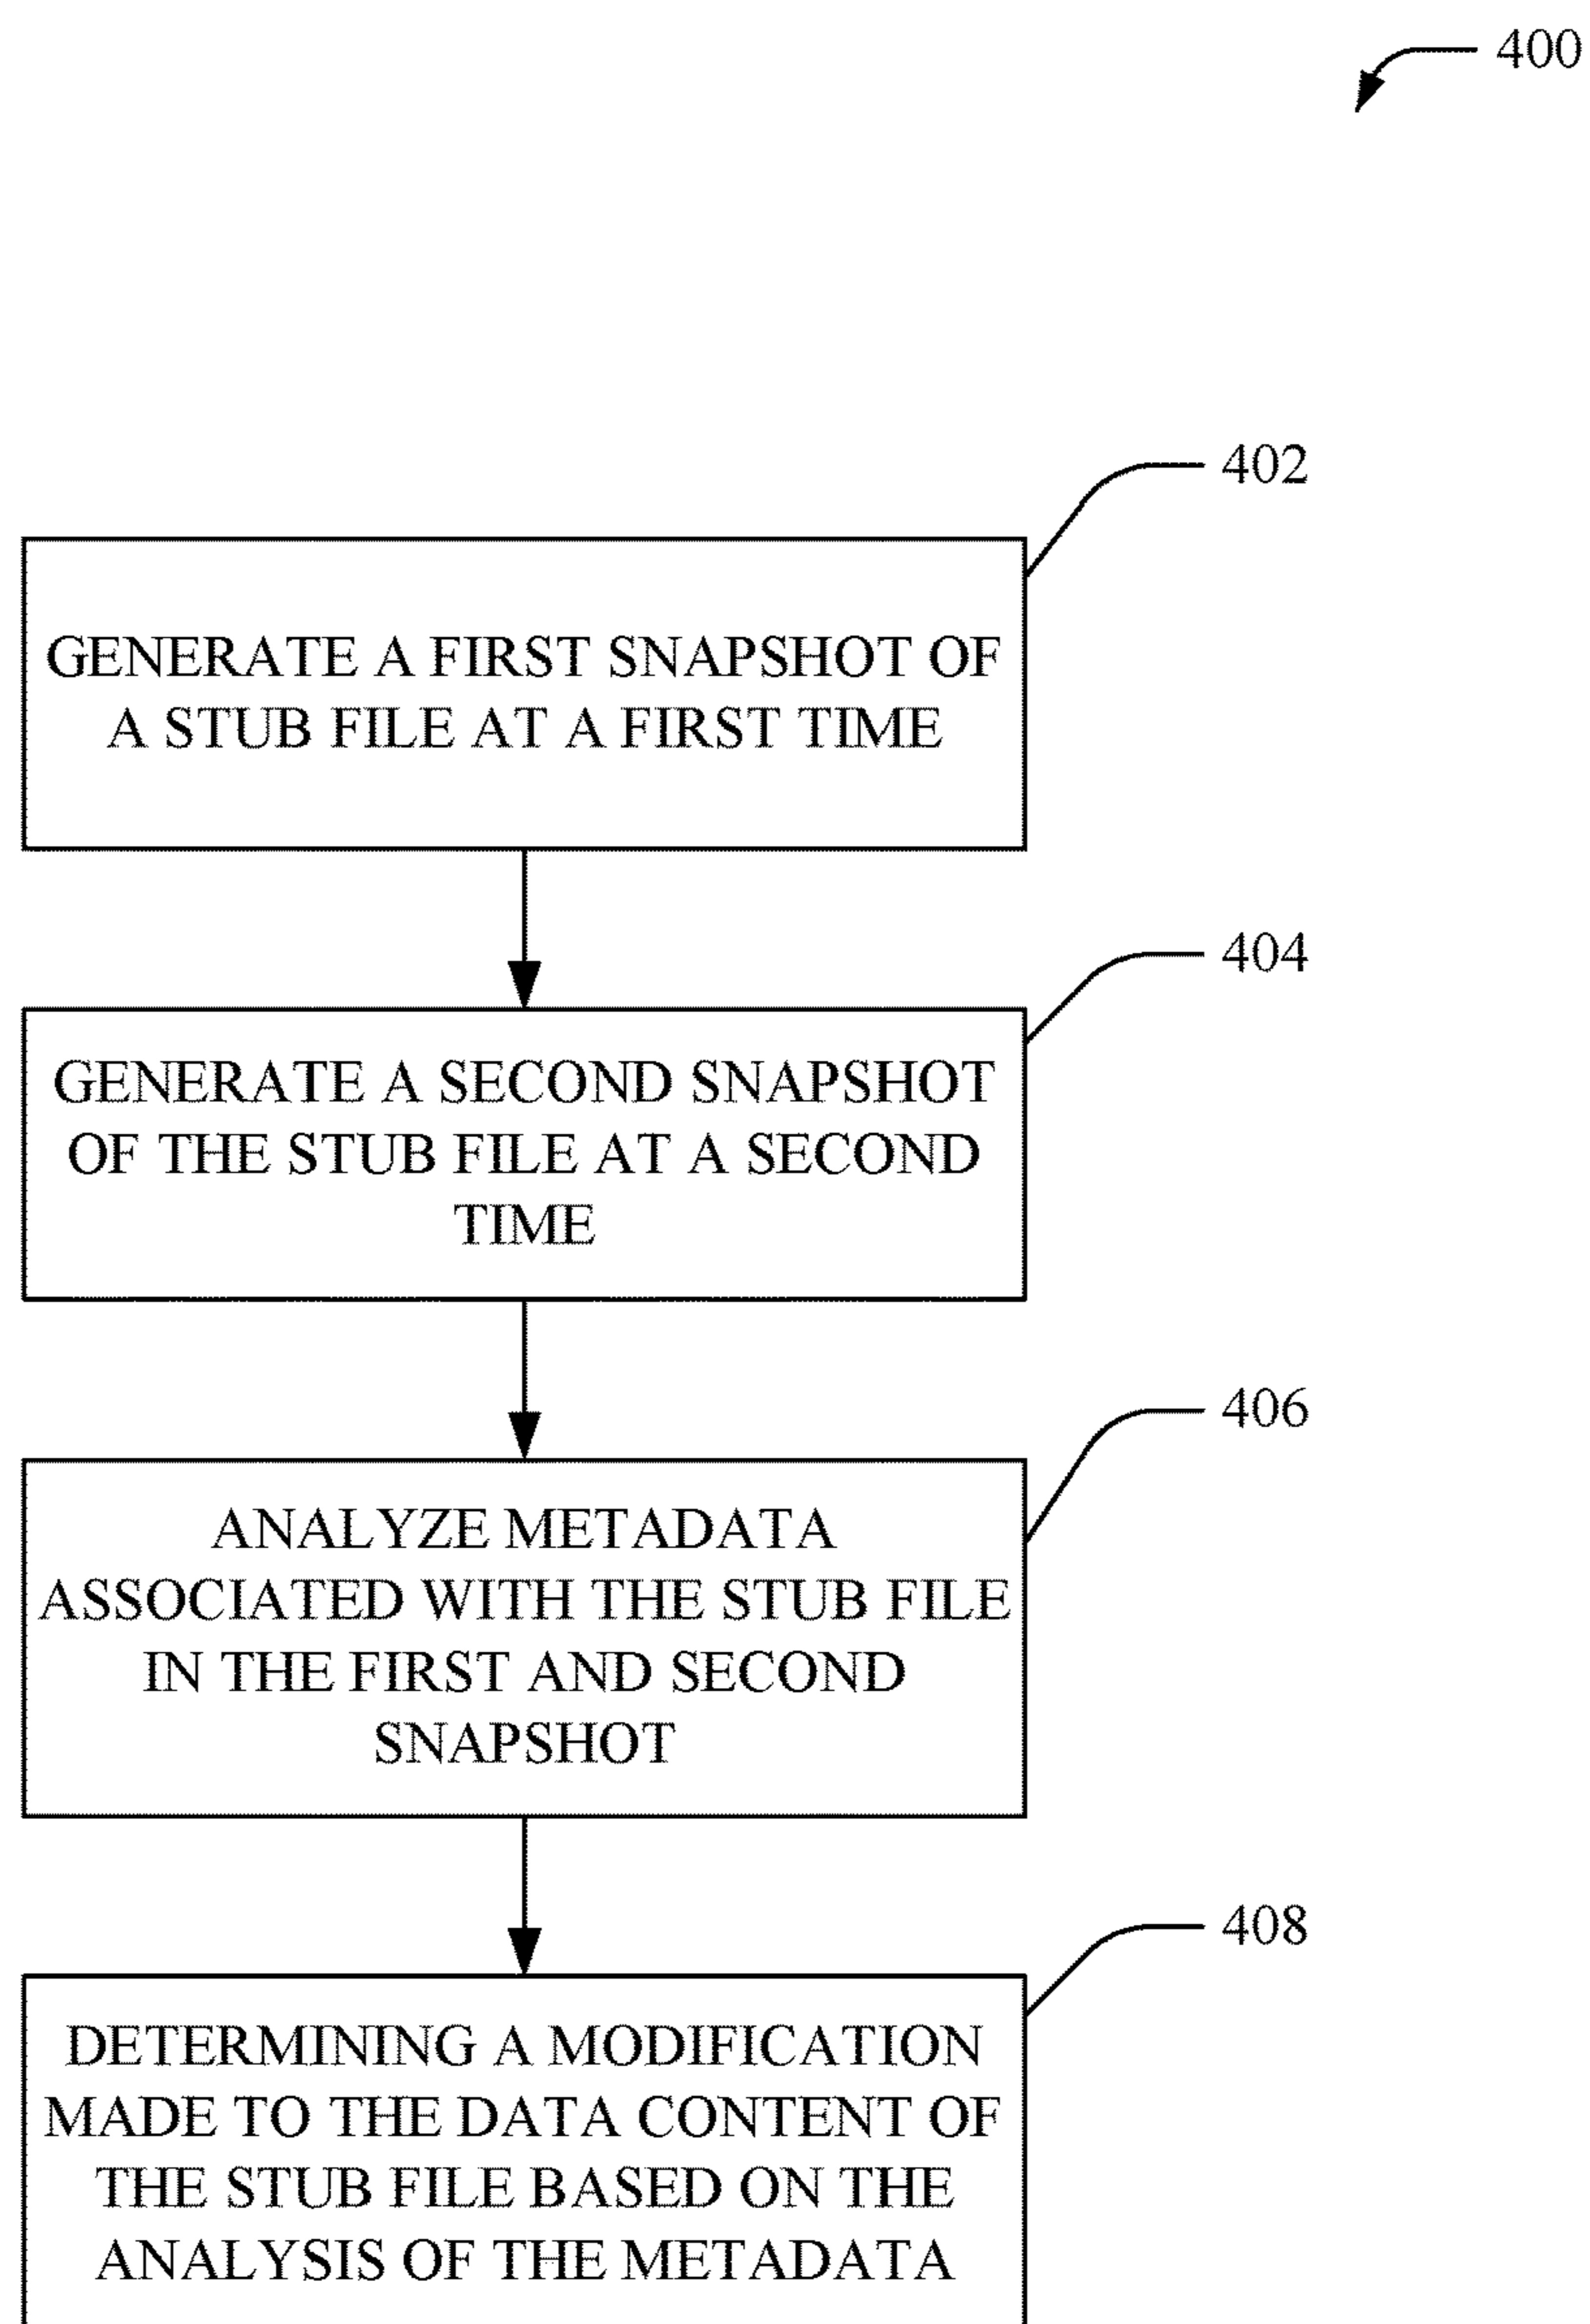 400
402
GENERATE A FIRST SNAPSHOT OF
A STUB FILE AT A FIRST TIME
404
GENERATE A SECOND SNAPSHOT
OF THE STUB FILE AT A SECOND
TIME
406
ANALYZE METADATA
ASSOCIATED WITH THE STUB FILE
IN THE FIRST AND SECOND
SNAPSHOT
408
DETERMINING A MODIFICATION
MADE TO THE DATA CONTENT OF
THE STUB FILE BASED ON THE
ANALYSIS OF THE METADATA